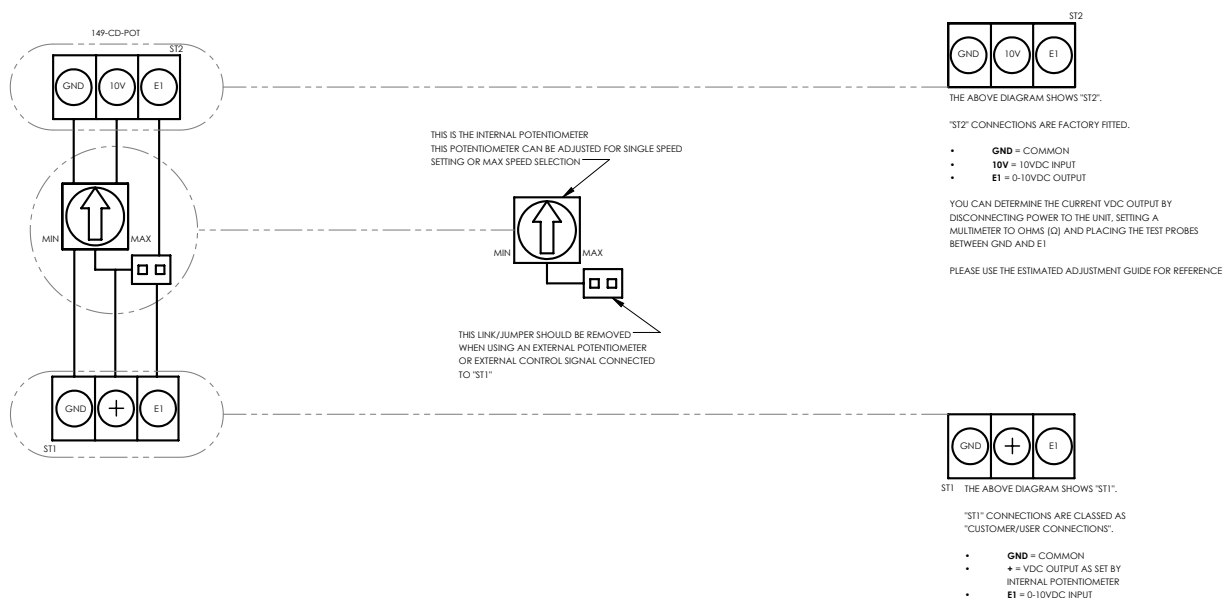 149-CD-POT
ST2
GND
10V
E1
MIN
MAX
GND
+
E1
ST1
THIS IS THE INTERNAL POTENTIOMETER
THIS POTENTIOMETER CAN BE ADJUSTED FOR SINGLE SPEED
SETTING OR MAX SPEED SELECTION
MIN
MAX
THIS LINK/JUMPER SHOULD BE REMOVED
WHEN USING AN EXTERNAL POTENTIOMETER
OR EXTERNAL CONTROL SIGNAL CONNECTED
TO "ST1"
ST2
GND
10V
E1
THE ABOVE DIAGRAM SHOWS "ST2".
"ST2" CONNECTIONS ARE FACTORY FITTED.
• GND = COMMON
• 10V = 10VDC INPUT
• E1 = 0-10VDC OUTPUT
YOU CAN DETERMINE THE CURRENT VDC OUTPUT BY
DISCONNECTING POWER TO THE UNIT, SETTING A
MULTIMETER TO OHMS (Ω) AND PLACING THE TEST PROBES
BETWEEN GND AND E1
PLEASE USE THE ESTIMATED ADJUSTMENT GUIDE FOR REFERENCE
GND
+
E1
ST1
THE ABOVE DIAGRAM SHOWS "ST1".
"ST1" CONNECTIONS ARE CLASSED AS
"CUSTOMER/USER CONNECTIONS".
• GND = COMMON
• + = VDC OUTPUT AS SET BY
INTERNAL POTENTIOMETER
• E1 = 0-10VDC INPUT